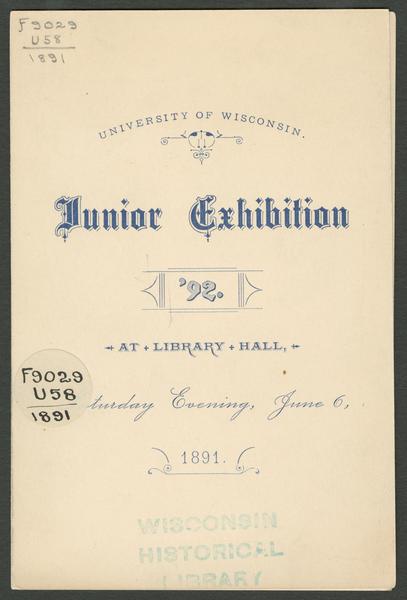 F9029
U58
1891
UNIVERSITY OF WISCONSIN.
Junior Exhibition
'92.
AT + LIBRARY + HALL,
F9029
U58
1891
turday Evening, June 6,
1891.
WISCONSIN
HISTORICAL
LIBRARY